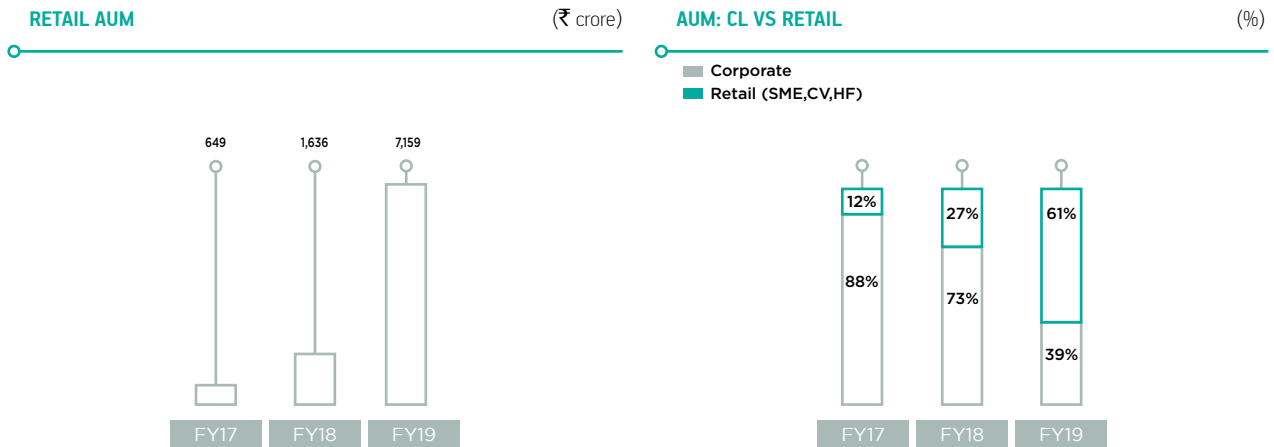 RETAIL AUM
(₹ crore)
649
1,636
7,159
FY17
FY18
FY19
AUM: CL VS RETAIL
(%)
Corporate
Retail (SME,CV,HF)
12%
27%
61%
88%
73%
39%
FY17
FY18
FY19